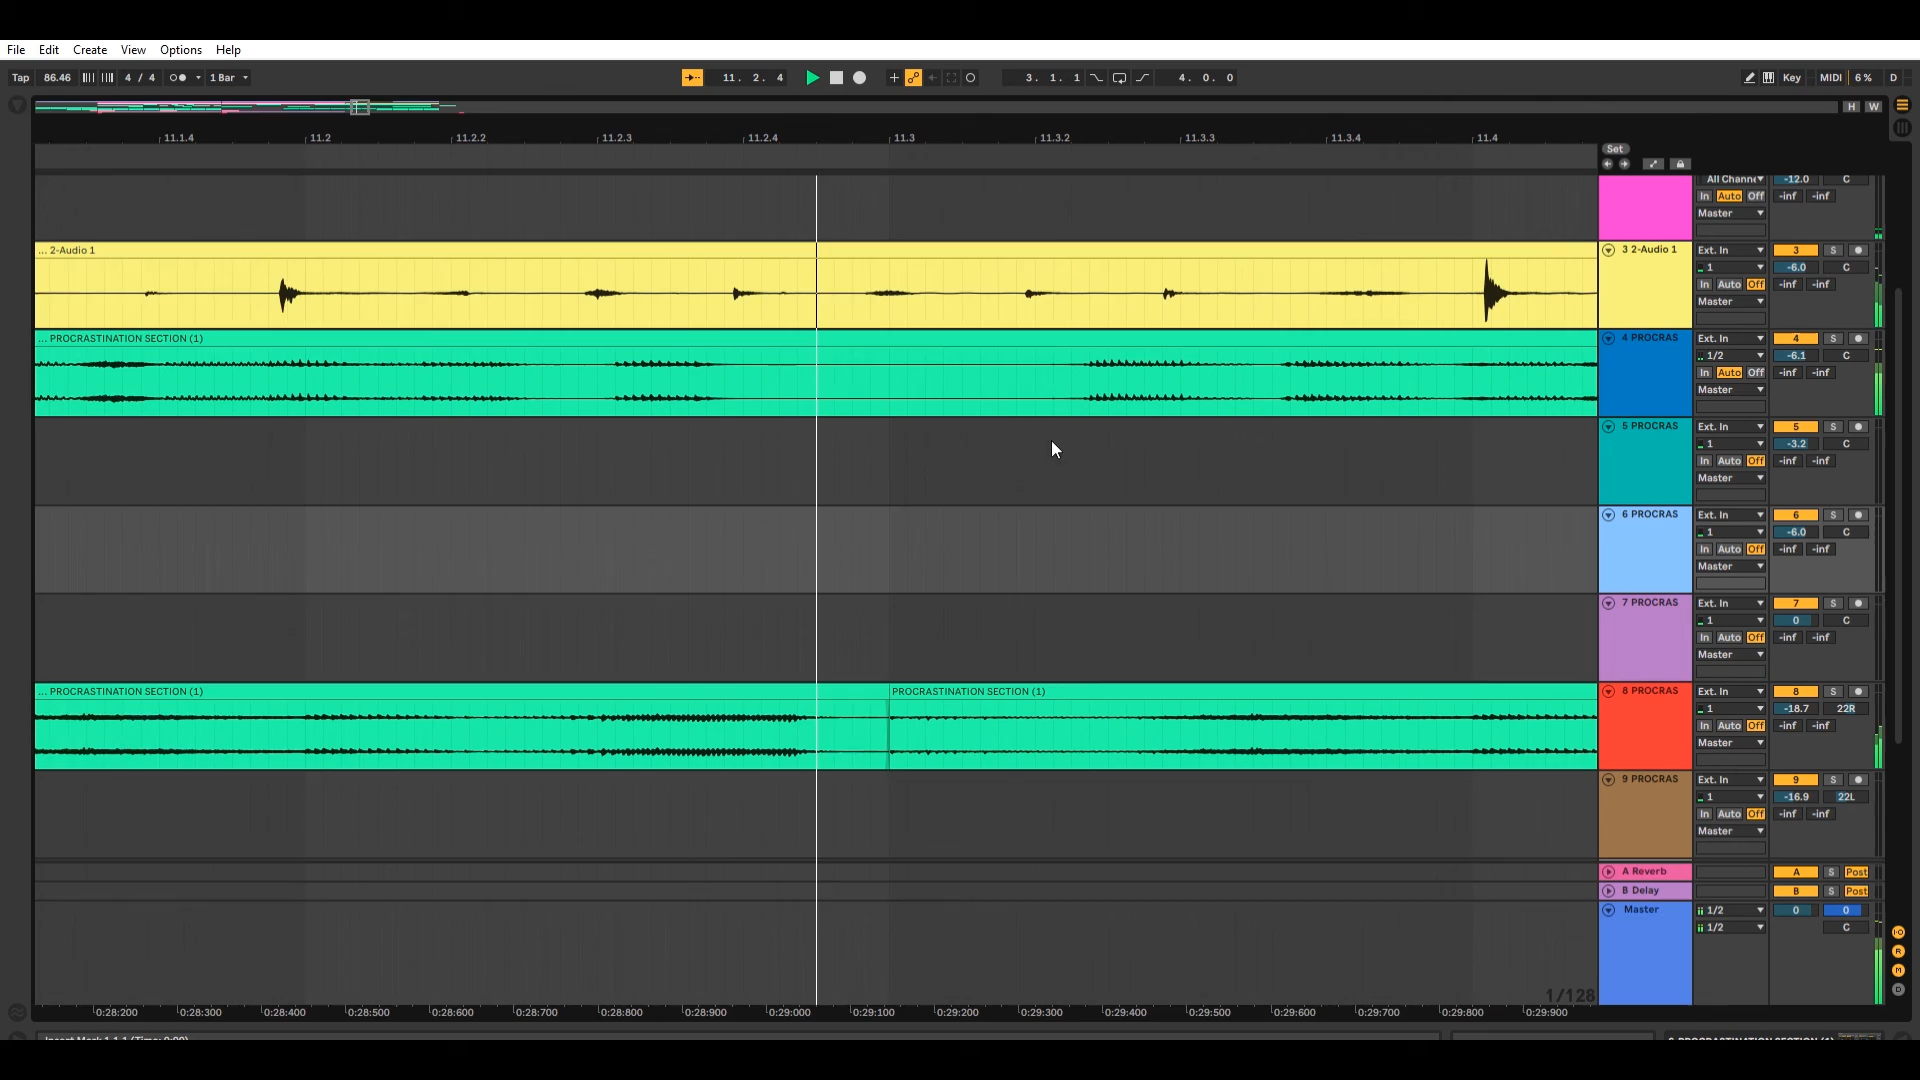 File Edit Create View Options Help
Tap 86.46 4 / 4 1 Bar 11. 2. 4 3. 1. 1 4. 0. 0 Key MIDI 6 % D
H W
11.1.4 11.2 11.2.2 11.2.3 11.2.4 11.3 11.3.2 11.3.3 11.3.4 11.4
Set
All Channe -12.0 C
In Auto Off -inf -inf
Master
... 2-Audio 1 3 2-Audio 1 Ext. In 3 S
1 -6.0 C
In Auto Off -inf -inf
Master
... PROCRASTINATION SECTION (1) 4 PROCRAS Ext. In 4 S
1/2 -6.1 C
In Auto Off -inf -inf
Master
5 PROCRAS Ext. In 5 S
1 -3.2 C
In Auto Off -inf -inf
Master
6 PROCRAS Ext. In 6 S
1 -6.0 C
In Auto Off -inf -inf
Master
7 PROCRAS Ext. In 7 S
1 0 C
In Auto Off -inf -inf
Master
... PROCRASTINATION SECTION (1) PROCRASTINATION SECTION (1) 8 PROCRAS Ext. In 8 S
1 -18.7 22R
In Auto Off -inf -inf
Master
9 PROCRAS Ext. In 9 S
1 -16.9 22L
In Auto Off -inf -inf
Master
A Reverb A S Post
B Delay B S Post
Master 1/2 0 0
1/2 C
1/128
0:28:200 0:28:300 0:28:400 0:28:500 0:28:600 0:28:700 0:28:800 0:28:900 0:29:000 0:29:100 0:29:200 0:29:300 0:29:400 0:29:500 0:29:600 0:29:700 0:29:800 0:29:900
Insert Mark 1.1.1 (Time: 0:00) 8-PROCRASTINATION SECTION (1)